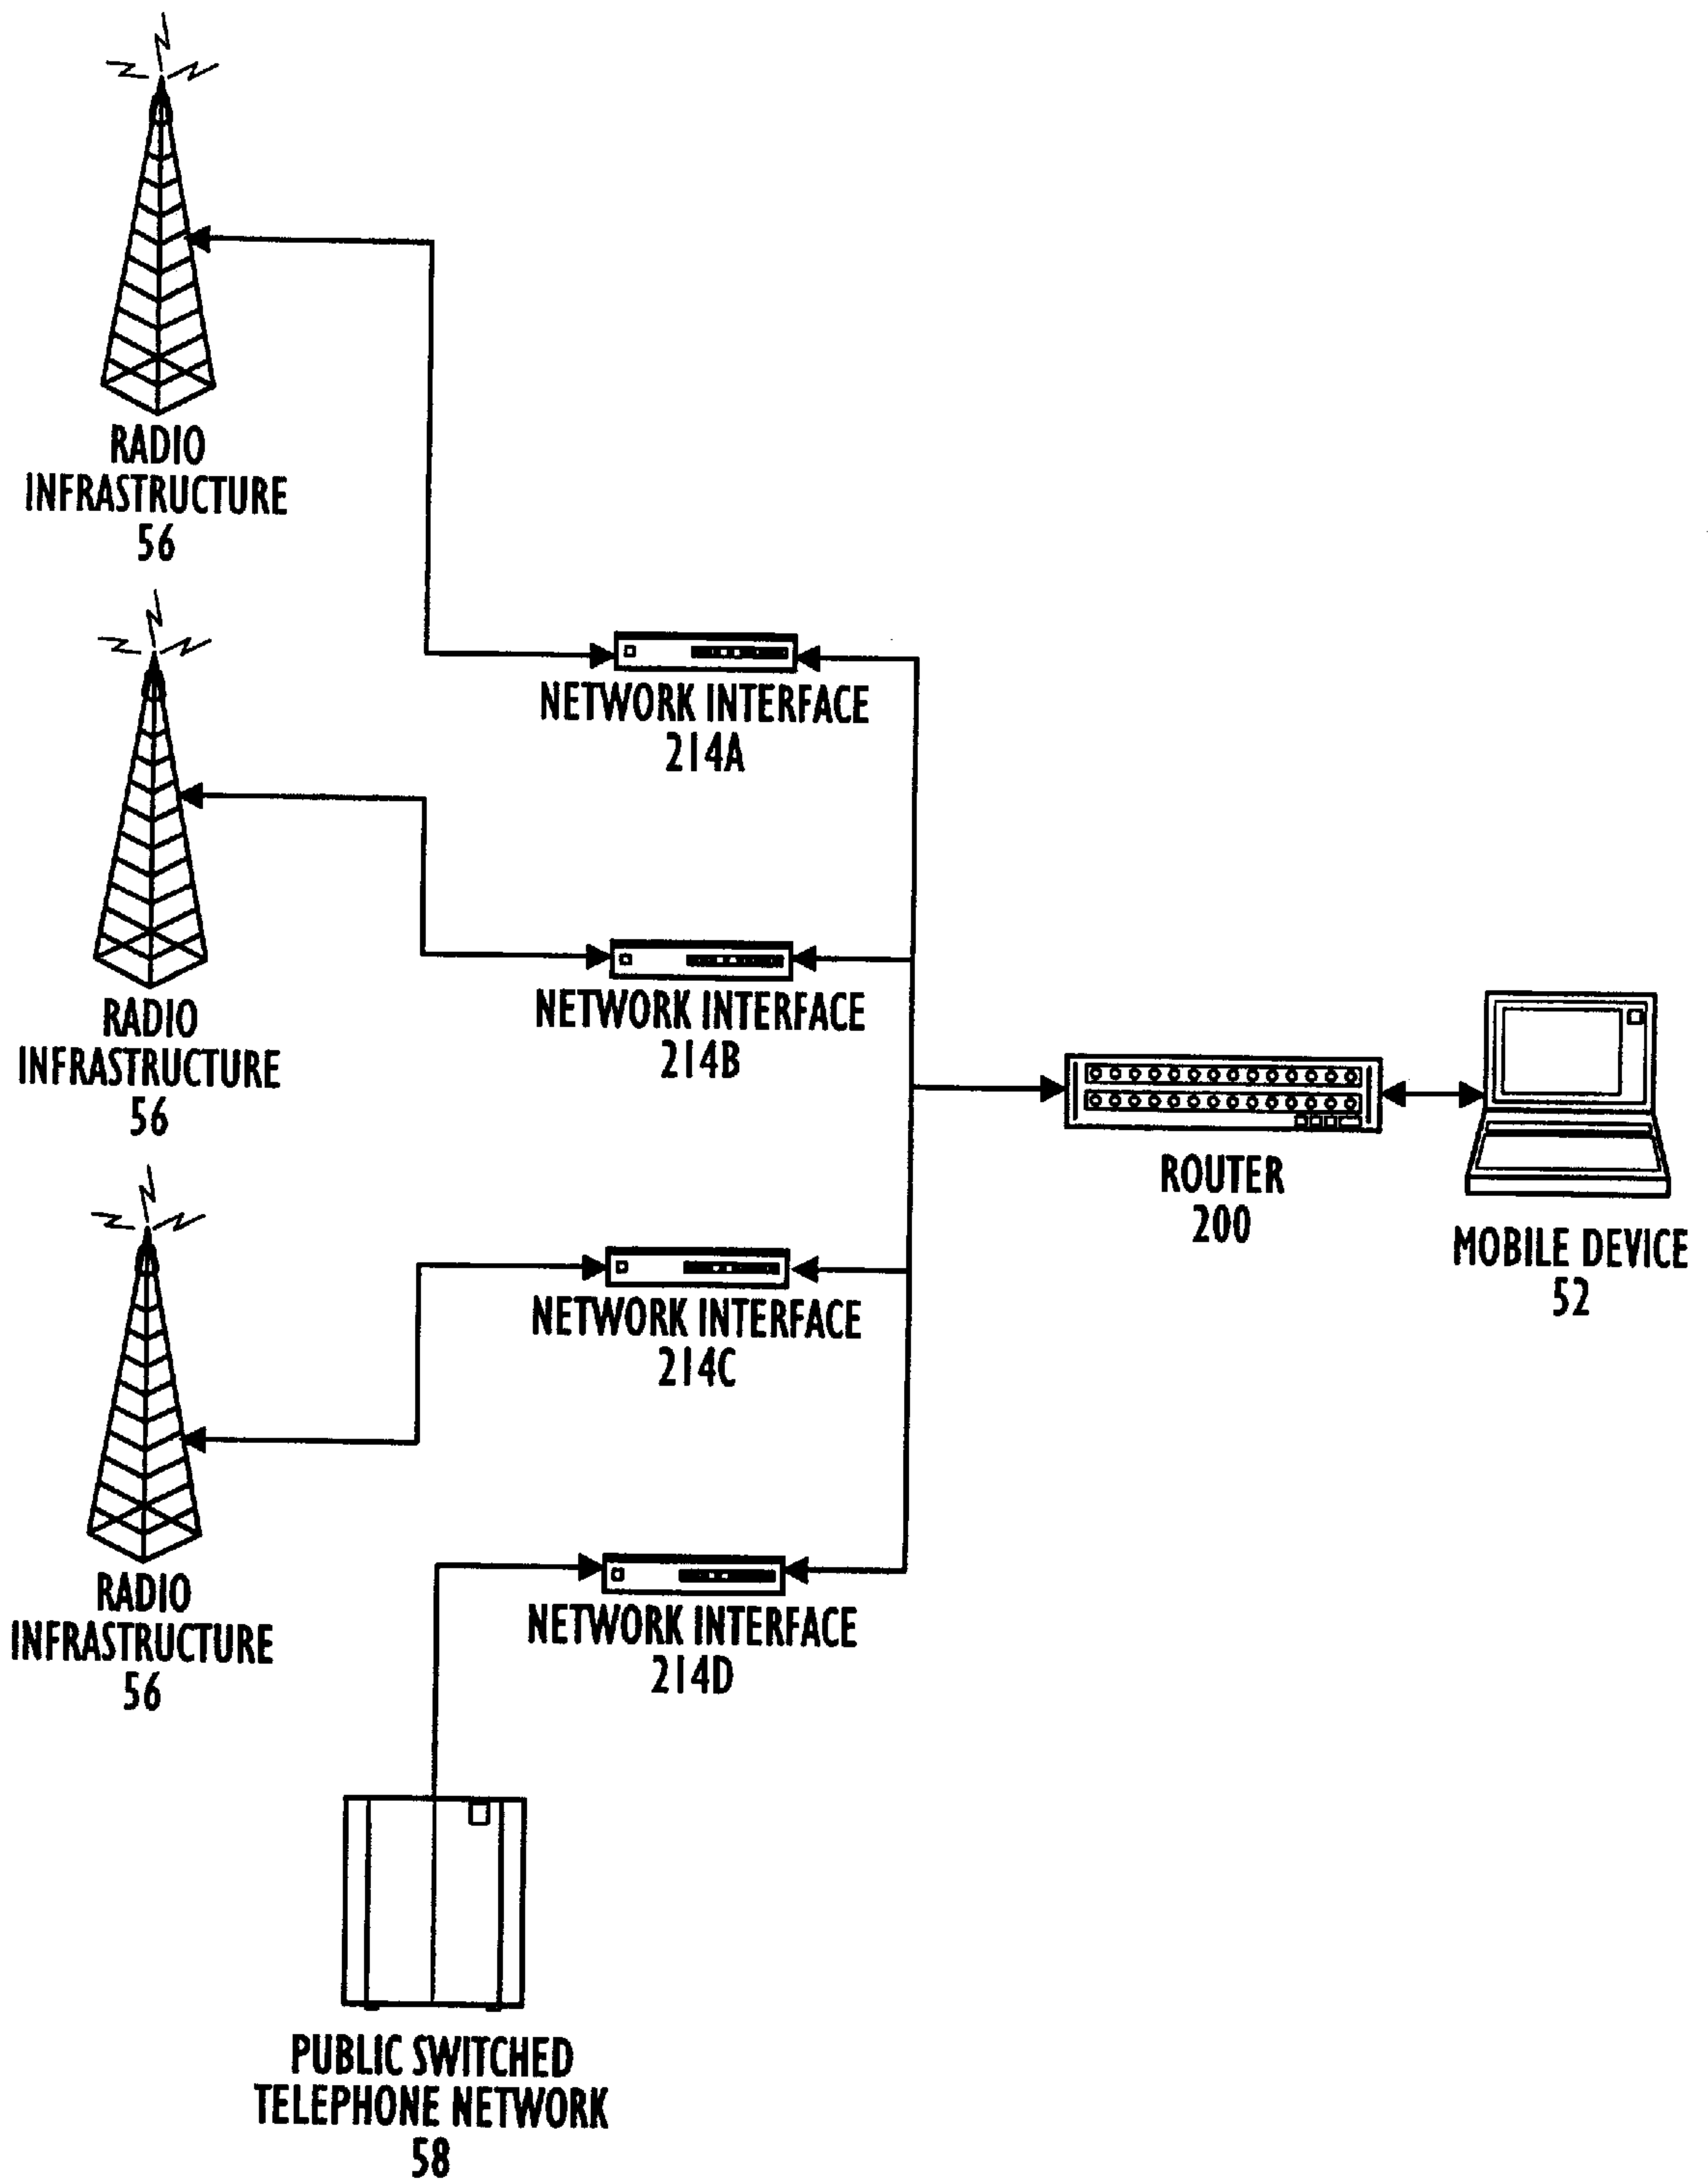 RADIO
INFRASTRUCTURE
56
NETWORK INTERFACE
214A
RADIO
INFRASTRUCTURE
56
NETWORK INTERFACE
214B
ROUTER
200
MOBILE DEVICE
52
NETWORK INTERFACE
214C
RADIO
INFRASTRUCTURE
56
NETWORK INTERFACE
214D
PUBLIC SWITCHED
TELEPHONE NETWORK
58